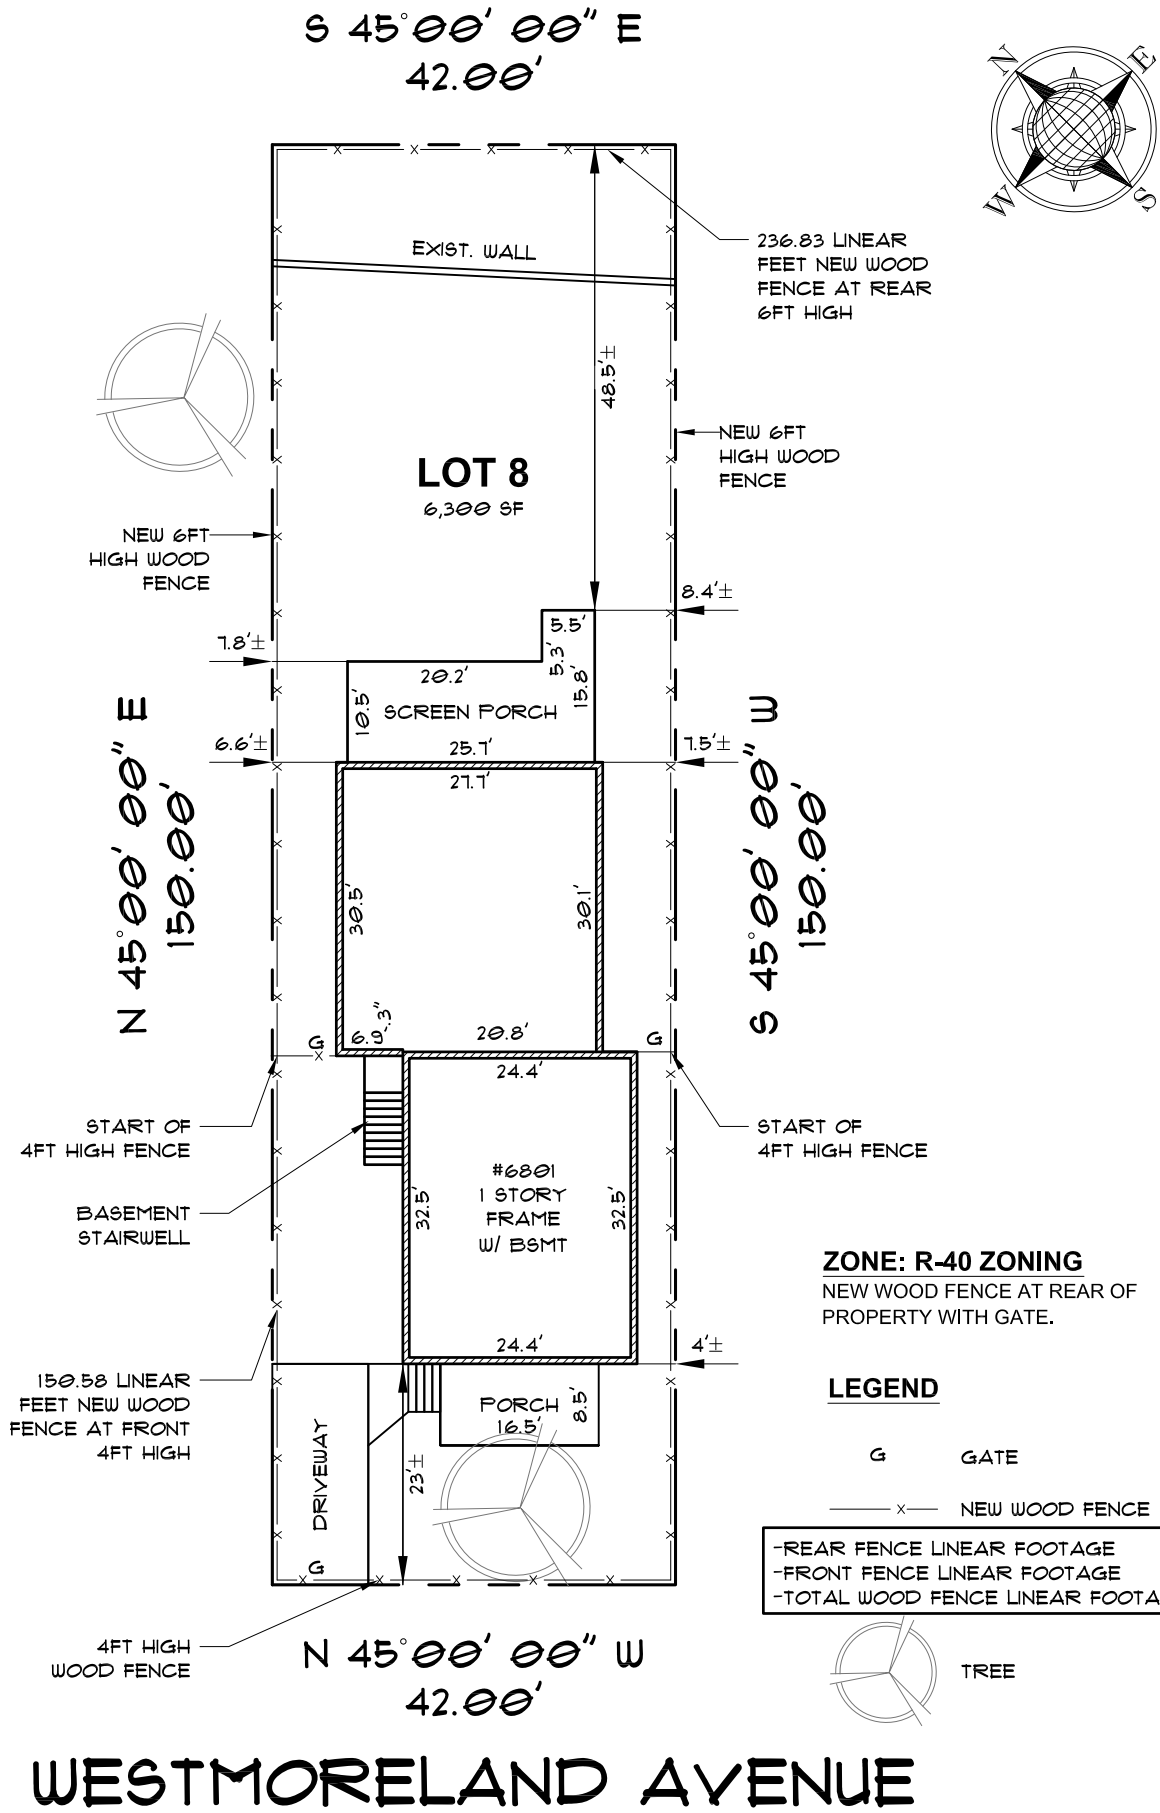 S 45°00' 00" E
42.00'
N
E
W
S
EXIST. WALL
236.83 LINEAR
FEET NEW WOOD
FENCE AT REAR
6FT HIGH
48.5'±
NEW 6FT
HIGH WOOD
FENCE
LOT 8
6,300 SF
NEW 6FT
HIGH WOOD
FENCE
8.4'±
7.8'±
5.5'
5.3'
15.8'
20.2'
10.5'
SCREEN PORCH
6.6'±
25.7'
7.5'±
27.7'
N 45°00' 00" E
150.00'
S 45°00' 00" W
150.00'
30.5'
30.1'
G
20.8'
G
24.4'
START OF
4FT HIGH FENCE
START OF
4FT HIGH FENCE
#6801
1 STORY
FRAME
W/ BSMT
32.5'
32.5'
BASEMENT
STAIRWELL
ZONE: R-40 ZONING
NEW WOOD FENCE AT REAR OF
PROPERTY WITH GATE.
24.4'
4'±
150.58 LINEAR
FEET NEW WOOD
FENCE AT FRONT
4FT HIGH
PORCH
16.5'
8.5'
DRIVEWAY
23'±
G
LEGEND
G GATE
x NEW WOOD FENCE
-REAR FENCE LINEAR FOOTAGE
-FRONT FENCE LINEAR FOOTAGE
-TOTAL WOOD FENCE LINEAR FOOTA
TREE
4FT HIGH
WOOD FENCE
N 45°00' 00" W
42.00'
WESTMORELAND AVENUE